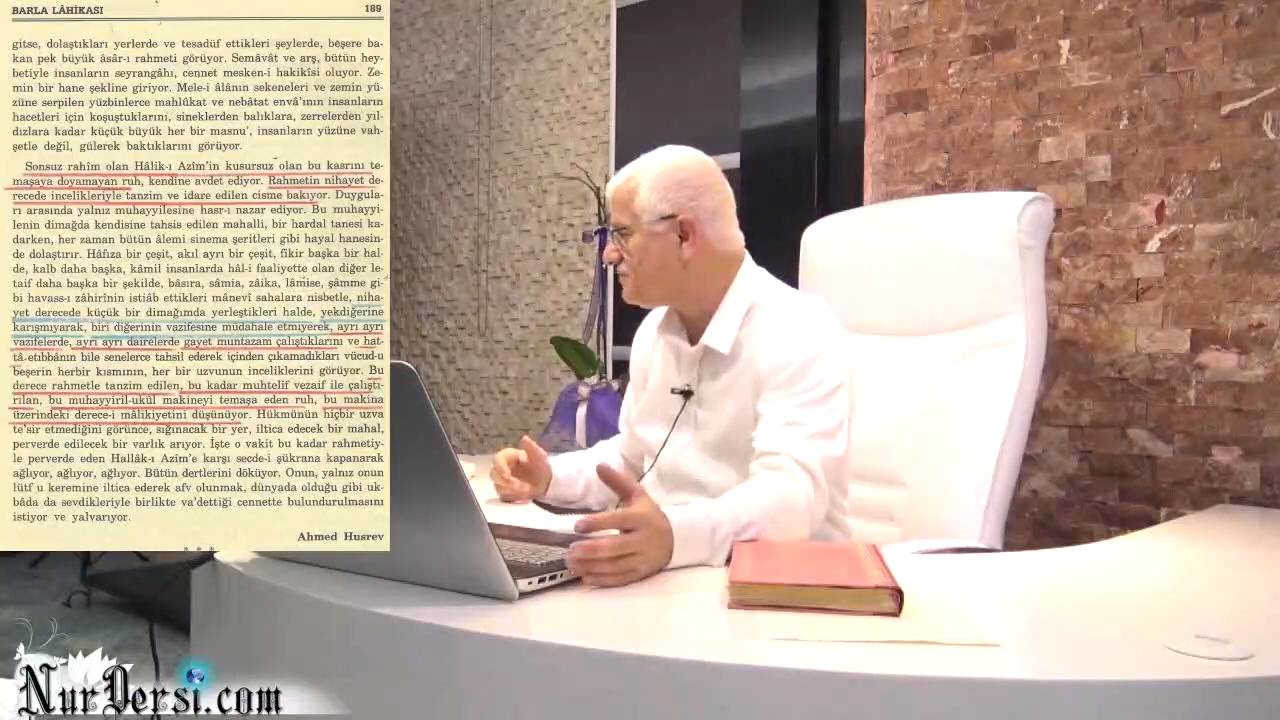 BARLA LÂHİKASI 189
gitse, dolaştıkları yerlerde ve tesadüf ettikleri şeylerde, beşere ba-
kan pek büyük âsâr-ı rahmeti görüyor. Semâvât ve arş, bütün hey-
betiyle insanların seyrangâhı, cennet mesken-i hakikîsi oluyor. Ze-
min bir hane şekline giriyor. Mele-i âlânın sekeneleri ve zemin yü-
züne serpilen yüzbinlerce mahlûkat ve nebâtat envâ'ının insanların
hacetleri için koşuştuklarını, sineklerden balıklara, zerrelerden yıl-
dızlara kadar küçük büyük her bir masnu', insanların yüzüne vah-
şetle değil, gülerek baktıklarını görüyor.
Sonsuz rahîm olan Hâlik-ı Azîm'in kusursuz olan bu kasrını te-
maşaya doyamayan ruh, kendine avdet ediyor. Rahmetin nihayet de-
recede incelikleriyle tanzim ve idare edilen cisme bakıyor. Duygula-
rı arasında yalnız muhayyilesine hasr-ı nazar ediyor. Bu muhayyi-
lenin dimağda kendisine tahsis edilen mahalli, bir hardal tanesi ka-
darken, her zaman bütün âlemi sinema şeritleri gibi hayal hanesin-
de dolaştırır. Hâfıza bir çeşit, akıl ayrı bir çeşit, fikir başka bir hal-
de, kalb daha başka, kâmil insanlarda hâl-i faaliyette olan diğer le-
taif daha başka bir şekilde, bâsıra, sâmia, zâika, lâmise, şâmme gi-
bi havass-ı zâhirînin istiâb ettikleri mânevî sahalara nisbetle, niha-
yet derecede küçük bir dimağımda yerleştikleri halde, yekdiğerine
karışmıyarak, biri diğerinin vazifesine müdahale etmiyerek, ayrı ayrı
vazifelerde, ayrı ayrı dairelerde gayet muntazam çalıştıklarını ve hat-
tâ etıbbânın bile senelerce tahsil ederek içinden çıkamadıkları vücud-u
beşerin herbir kısmının, her bir uzvunun inceliklerini görüyor. Bu
derece rahmetle tanzim edilen, bu kadar muhtelif vezaif ile çalıştı-
rılan, bu muhayyiril-ukûl makineyi temaşa eden ruh, bu makina
üzerindeki derece-i mâlikiyetini düşünüyor. Hükmünün hiçbir uzva
te'sir etmediğini görünce, sığınacak bir yer, iltica edecek bir mahal,
perverde edilecek bir varlık arıyor. İşte o vakit bu kadar rahmetiy-
le perverde eden Hallâk-ı Azîm'e karşı secde-i şükrana kapanarak
ağlıyor, ağlıyor, ağlıyor. Bütün dertlerini döküyor. Onun, yalnız onun
lûtf u keremine iltica ederek afv olunmak, dünyada olduğu gibi uk-
bâda da sevdikleriyle birlikte va'dettiği cennette bulundurulmasını
istiyor ve yalvarıyor.
Ahmed Husrev
* * *
NurDersi.com